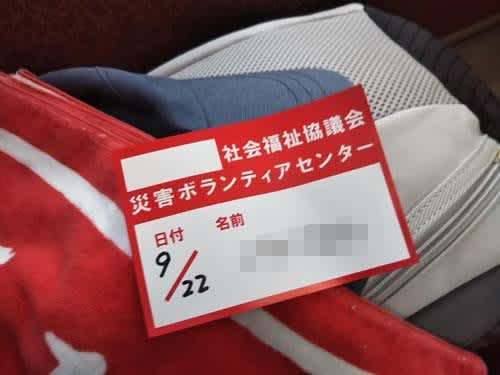 社会福祉協議会
災害ボランティアセンター
日付 名前
9/22